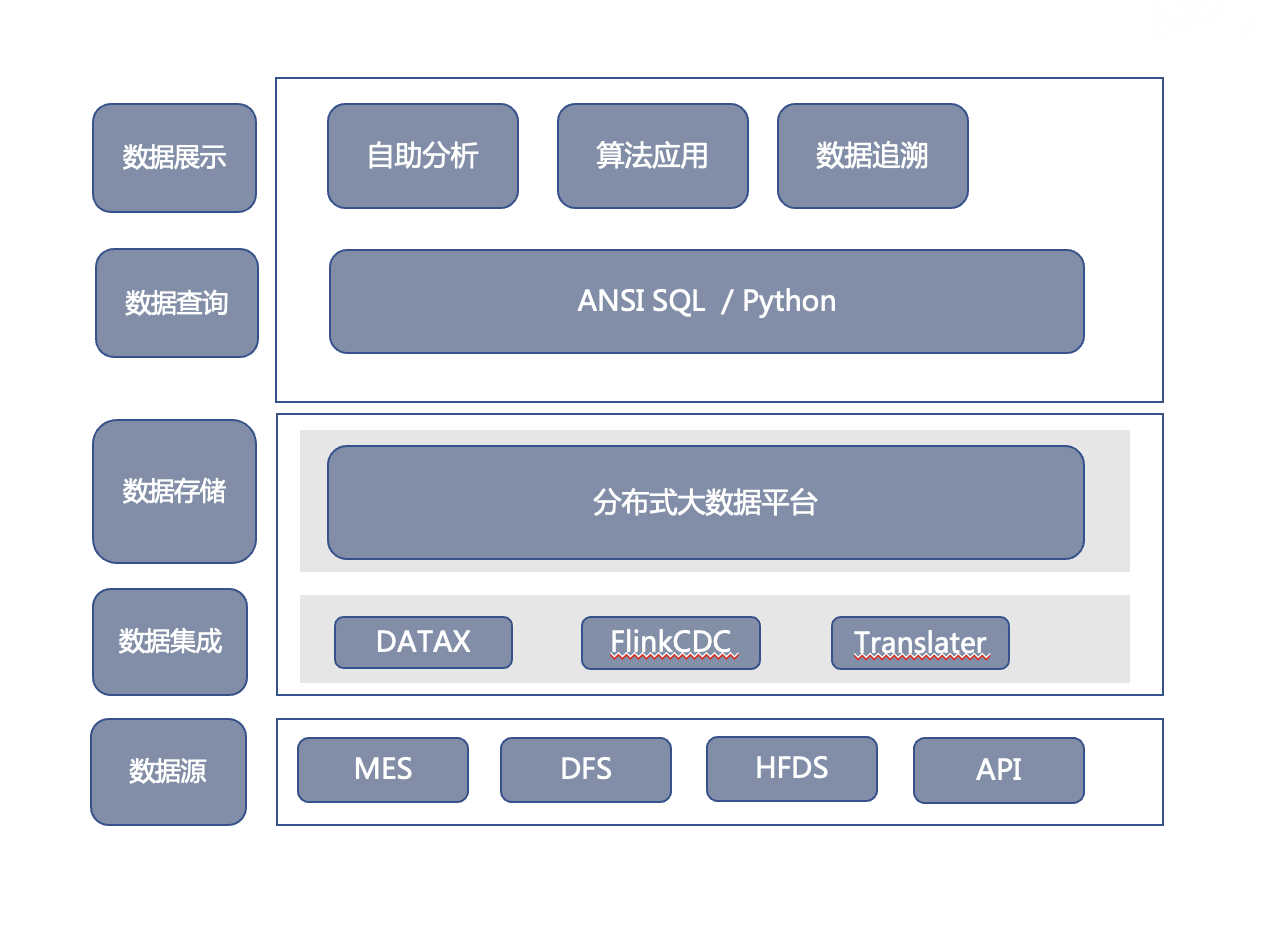 数据展示
自助分析
算法应用
数据追溯
数据查询
ANSI SQL / Python
数据存储
分布式大数据平台
数据集成
DATAX
FlinkCDC
Translater
数据源
MES
DFS
HFDS
API